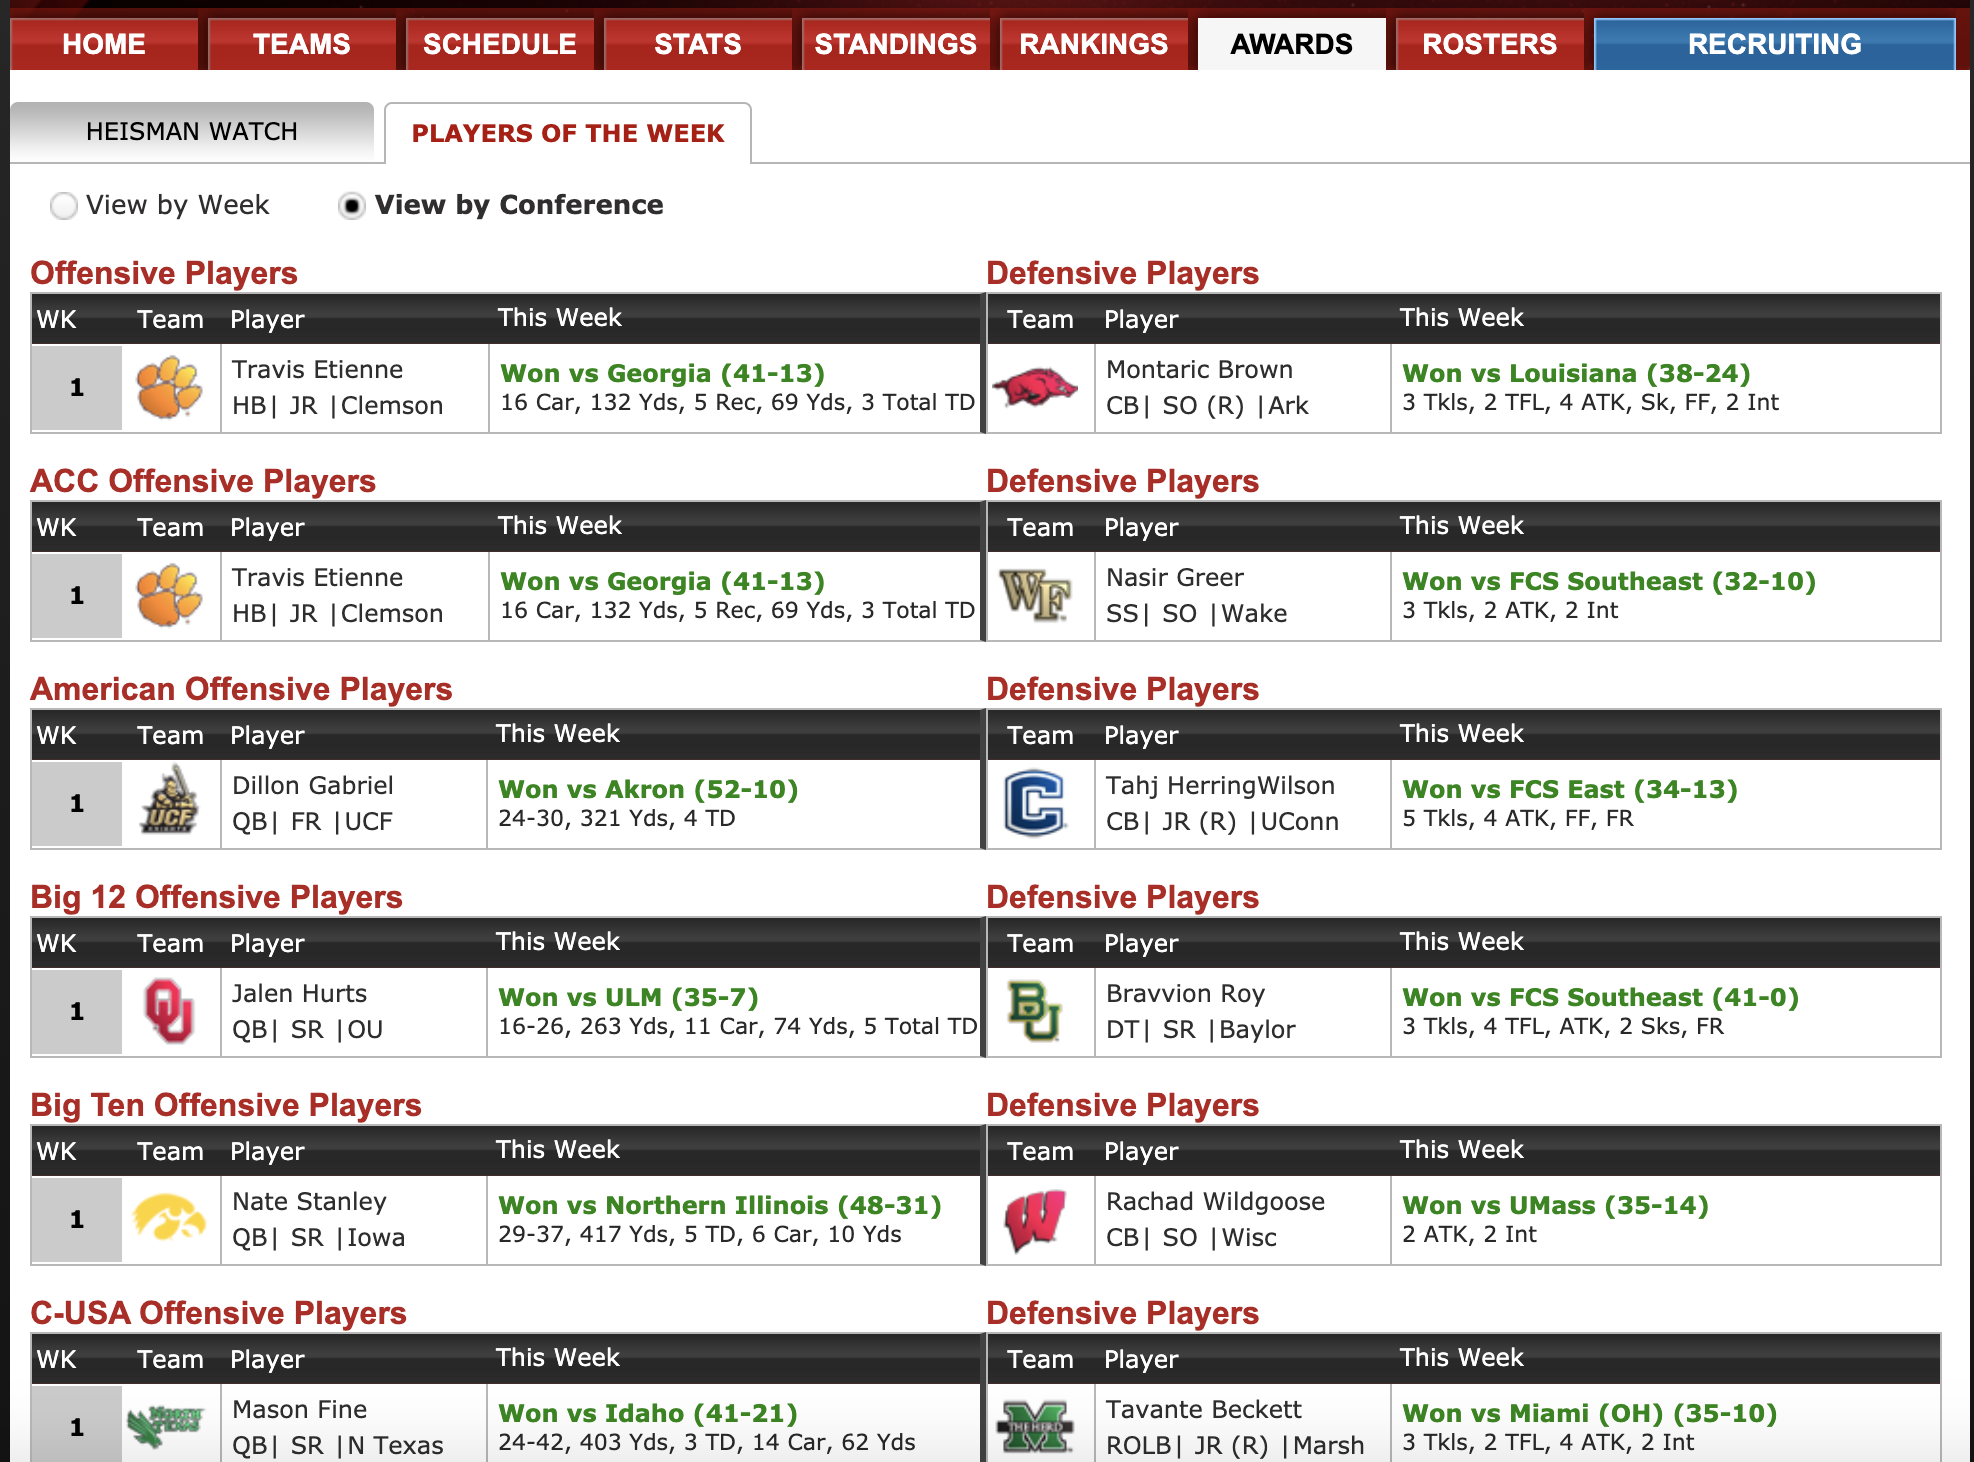 HOME TEAMS SCHEDULE STATS STANDINGS RANKINGS AWARDS ROSTERS RECRUITING
HEISMAN WATCH PLAYERS OF THE WEEK
View by Week View by Conference
Offensive Players Defensive Players
WK Team Player This Week Team Player This Week
1 Travis Etienne Won vs Georgia (41-13) Montaric Brown Won vs Louisiana (38-24)
HB| JR |Clemson 16 Car, 132 Yds, 5 Rec, 69 Yds, 3 Total TD CB| SO (R) |Ark 3 Tkls, 2 TFL, 4 ATK, Sk, FF, 2 Int
ACC Offensive Players Defensive Players
WK Team Player This Week Team Player This Week
1 Travis Etienne Won vs Georgia (41-13) WF Nasir Greer Won vs FCS Southeast (32-10)
HB| JR |Clemson 16 Car, 132 Yds, 5 Rec, 69 Yds, 3 Total TD SS| SO |Wake 3 Tkls, 2 ATK, 2 Int
American Offensive Players Defensive Players
WK Team Player This Week Team Player This Week
1 UCF KNIGHTS Dillon Gabriel Won vs Akron (52-10) C Tahj HerringWilson Won vs FCS East (34-13)
QB| FR |UCF 24-30, 321 Yds, 4 TD CB| JR (R) |UConn 5 Tkls, 4 ATK, FF, FR
Big 12 Offensive Players Defensive Players
WK Team Player This Week Team Player This Week
1 OU Jalen Hurts Won vs ULM (35-7) BU Bravvion Roy Won vs FCS Southeast (41-0)
QB| SR |OU 16-26, 263 Yds, 11 Car, 74 Yds, 5 Total TD DT| SR |Baylor 3 Tkls, 4 TFL, ATK, 2 Sks, FR
Big Ten Offensive Players Defensive Players
WK Team Player This Week Team Player This Week
1 Nate Stanley Won vs Northern Illinois (48-31) W Rachad Wildgoose Won vs UMass (35-14)
QB| SR |Iowa 29-37, 417 Yds, 5 TD, 6 Car, 10 Yds CB| SO |Wisc 2 ATK, 2 Int
C-USA Offensive Players Defensive Players
WK Team Player This Week Team Player This Week
1 NORTH TEXAS Mason Fine Won vs Idaho (41-21) M THE HERD Tavante Beckett Won vs Miami (OH) (35-10)
QB| SR |N Texas 24-42, 403 Yds, 3 TD, 14 Car, 62 Yds ROLB| JR (R) |Marsh 3 Tkls, 2 TFL, 4 ATK, 2 Int